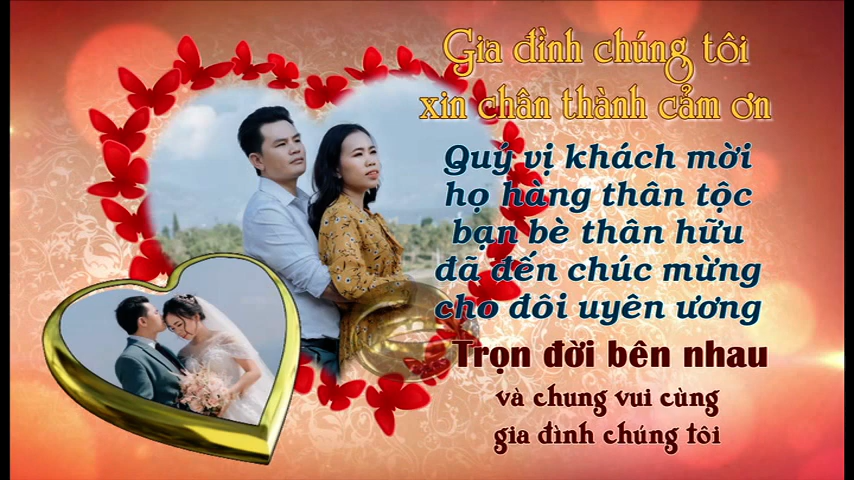 Gia đình chúng tôi
xin chân thành cảm ơn
Quý vị khách mời
họ hàng thân tộc
bạn bè thân hữu
đã đến chúc mừng
cho đôi uyên ương
Trọn đời bên nhau
và chung vui cùng
gia đình chúng tôi